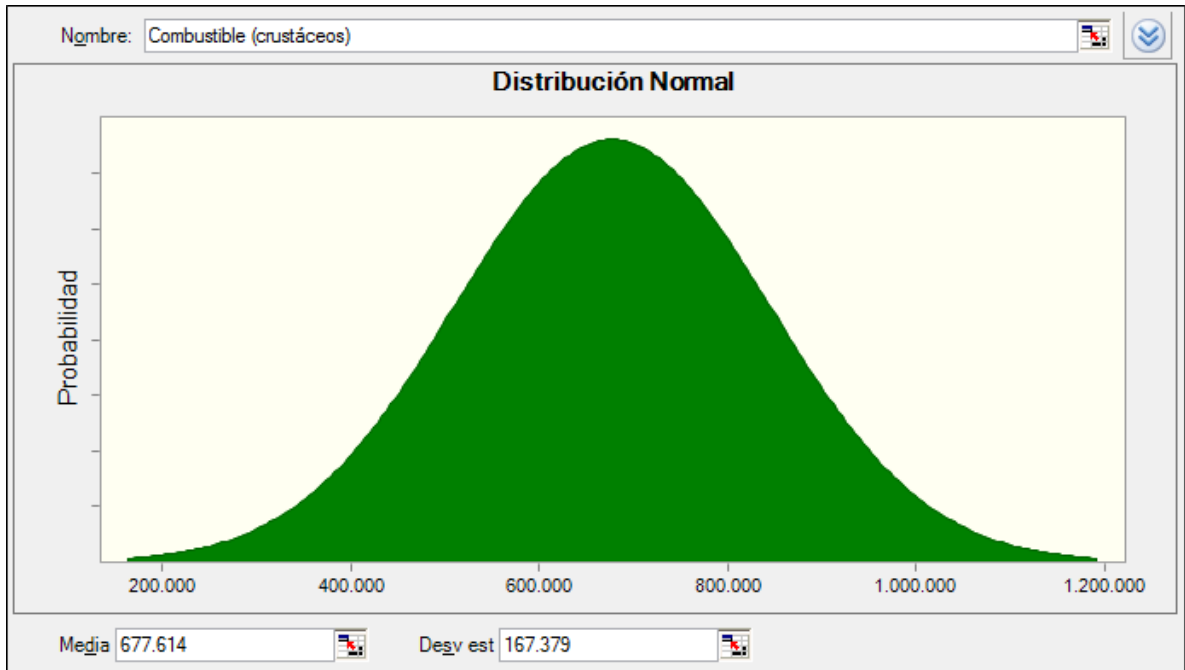 Nombre: Combustible (crustáceos)
Distribución Normal
Probabilidad
200.000 400.000 600.000 800.000 1.000.000 1.200.000
Media 677.614 Desv est 167.379